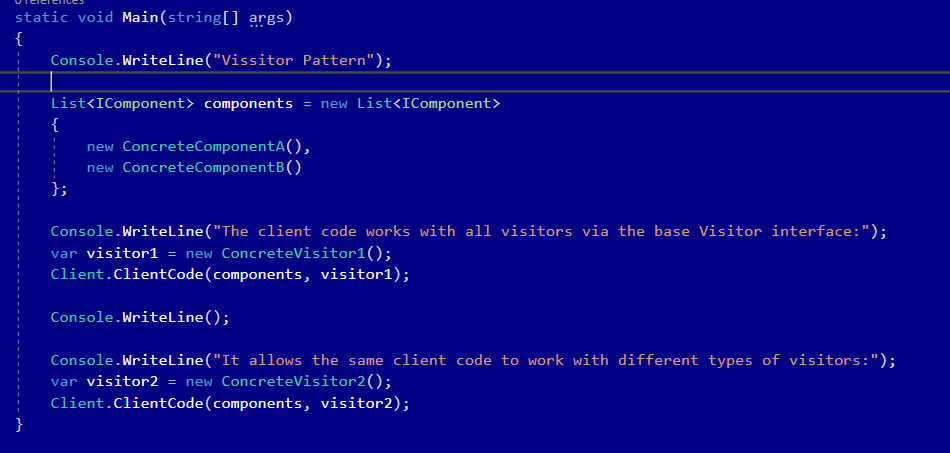 0 references
static void Main(string[] args)
{
Console.WriteLine("Vissitor Pattern");
List<IComponent> components = new List<IComponent>
{
new ConcreteComponentA(),
new ConcreteComponentB()
};
Console.WriteLine("The client code works with all visitors via the base Visitor interface:");
var visitor1 = new ConcreteVisitor1();
Client.ClientCode(components, visitor1);
Console.WriteLine();
Console.WriteLine("It allows the same client code to work with different types of visitors:");
var visitor2 = new ConcreteVisitor2();
Client.ClientCode(components, visitor2);
}